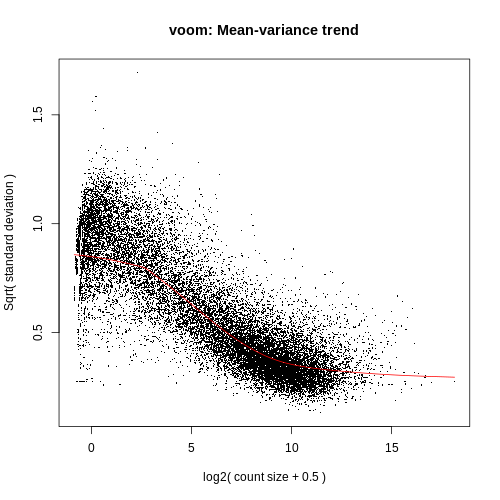 voom: Mean-variance trend
Sqrt( standard deviation )
1.5
1.0
0.5
0
5
10
15
log2( count size + 0.5 )